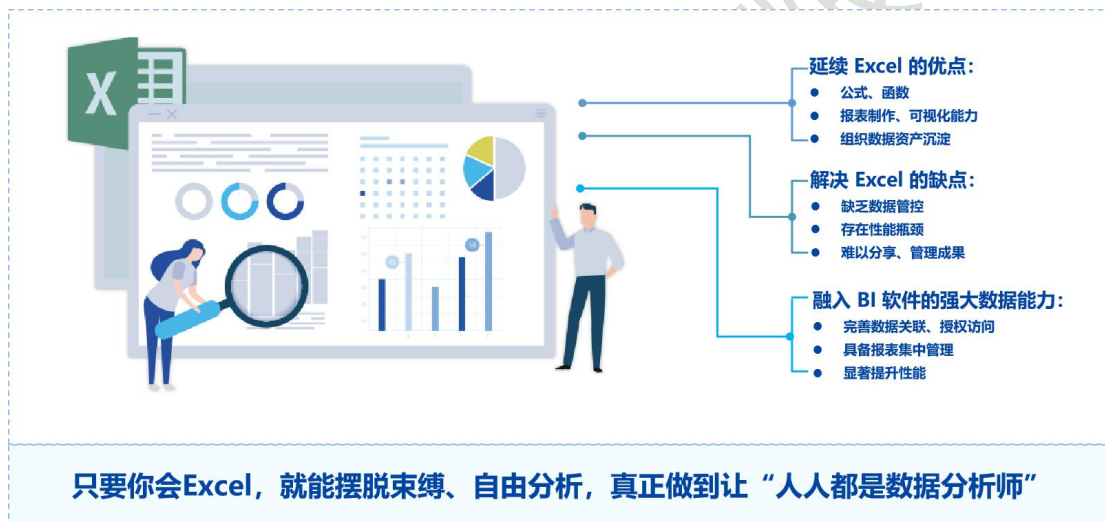 X
延续 Excel 的优点：
● 公式、函数
● 报表制作、可视化能力
● 组织数据资产沉淀
解决 Excel 的缺点：
● 缺乏数据管控
● 存在性能瓶颈
● 难以分享、管理成果
融入 BI 软件的强大数据能力：
● 完善数据关联、授权访问
● 具备报表集中管理
● 显著提升性能
只要你会Excel，就能摆脱束缚、自由分析，真正做到让“人人都是数据分析师”